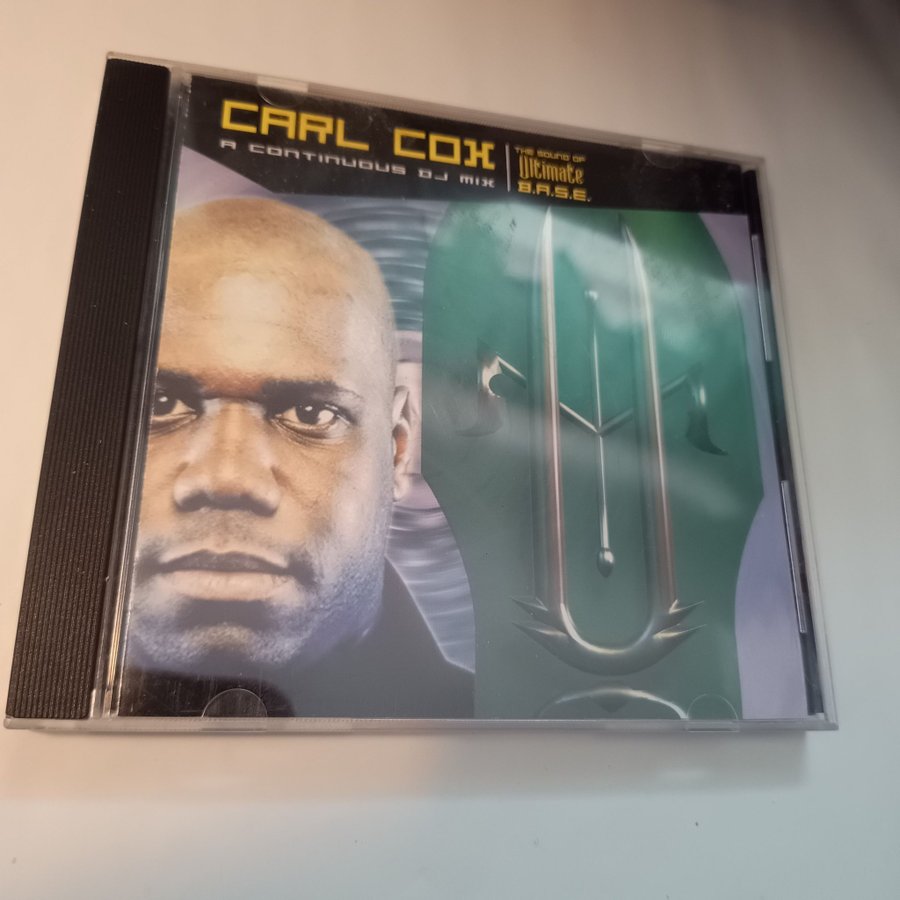 CARL COX
A CONTINUOUS DJ MIX
THE SOUND OF
Ultimate
B.A.S.E.